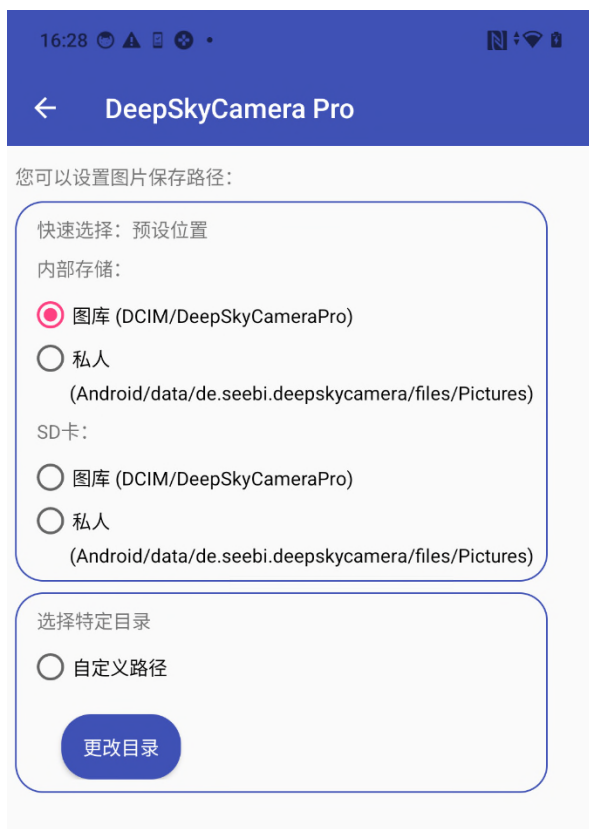 16:28
DeepSkyCamera Pro
您可以设置图片保存路径：
快速选择：预设位置
内部存储：
图库 (DCIM/DeepSkyCameraPro)
私人
(Android/data/de.seebi.deepskycamera/files/Pictures)
SD卡：
图库 (DCIM/DeepSkyCameraPro)
私人
(Android/data/de.seebi.deepskycamera/files/Pictures)
选择特定目录
自定义路径
更改目录